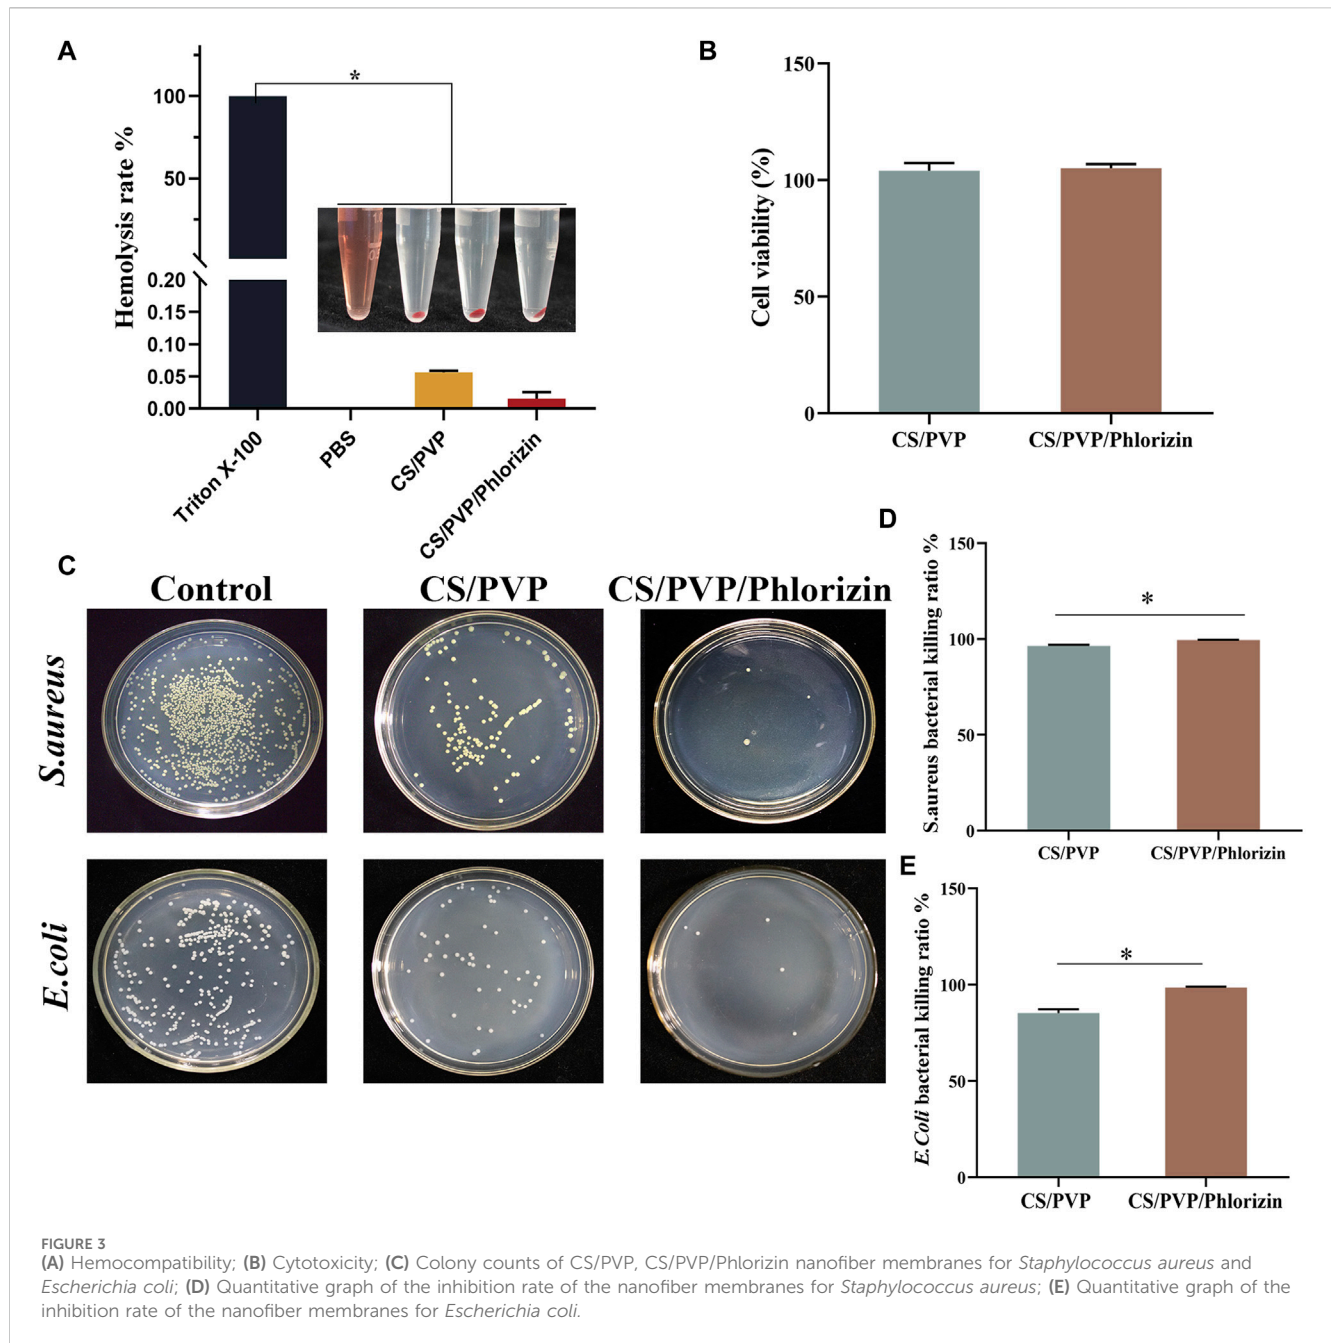 A
Hemolysis rate %
100
50
0.20
0.15
0.10
0.05
0.00
*
Triton X-100
PBS
CS/PVP
CS/PVP/Phlorizin
B
Cell viability (%)
150
100
50
0
CS/PVP
CS/PVP/Phlorizin
C
Control
CS/PVP
CS/PVP/Phlorizin
S.aureus
E.coli
D
S.aureus bacterial killing ratio %
150
100
50
0
*
CS/PVP
CS/PVP/Phlorizin
E
E.Coli bacterial killing ratio %
150
100
50
0
*
CS/PVP
CS/PVP/Phlorizin
FIGURE 3
(A) Hemocompatibility; (B) Cytotoxicity; (C) Colony counts of CS/PVP, CS/PVP/Phlorizin nanofiber membranes for Staphylococcus aureus and
Escherichia coli; (D) Quantitative graph of the inhibition rate of the nanofiber membranes for Staphylococcus aureus; (E) Quantitative graph of the
inhibition rate of the nanofiber membranes for Escherichia coli.